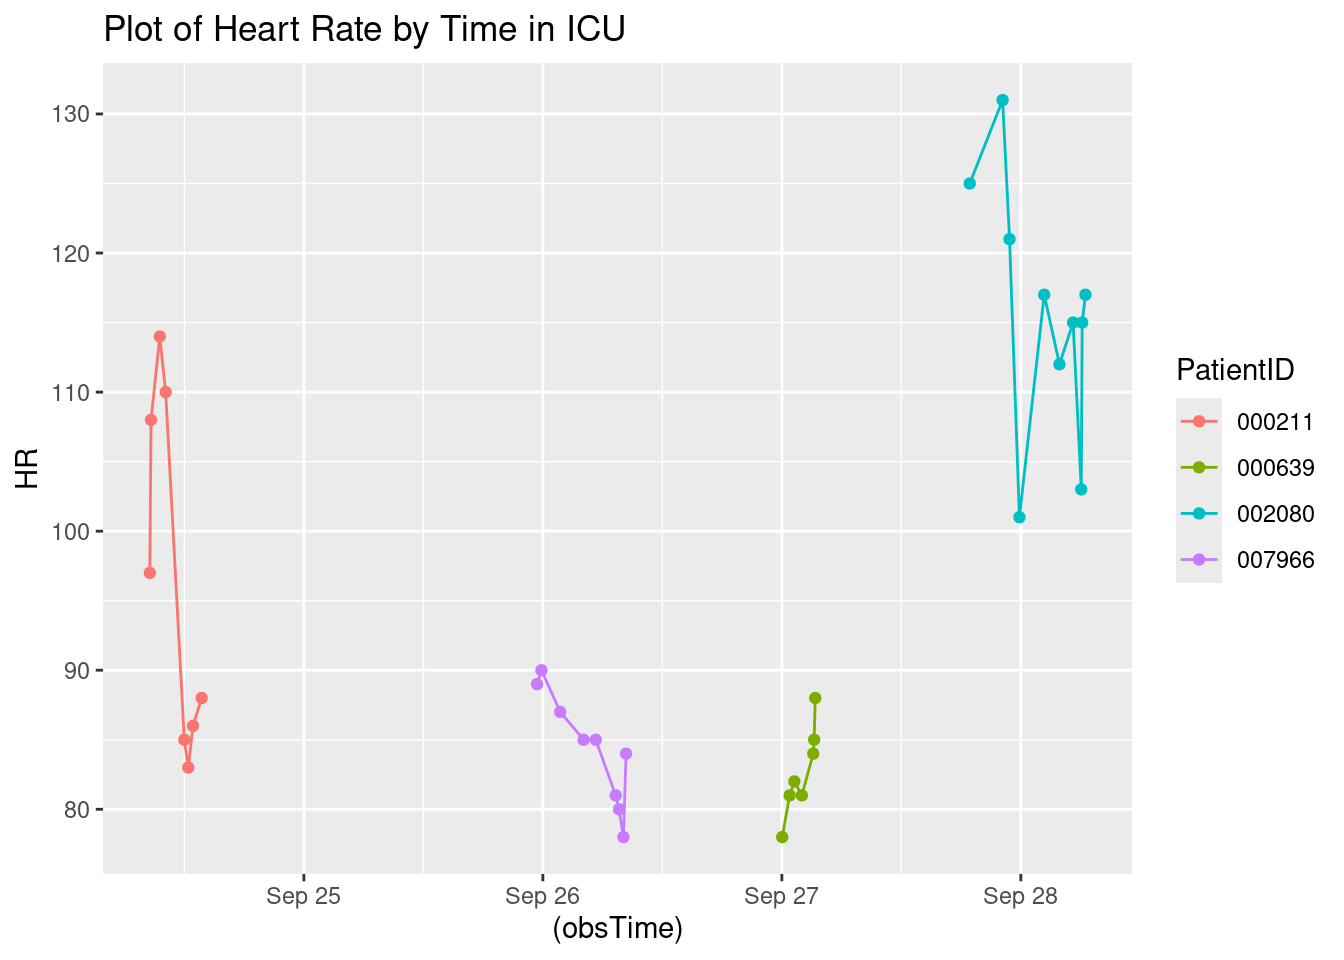 Plot of Heart Rate by Time in ICU
130
120
110
100
90
80
HR
Sep 25
Sep 26
Sep 27
Sep 28
(obsTime)
PatientID
000211
000639
002080
007966